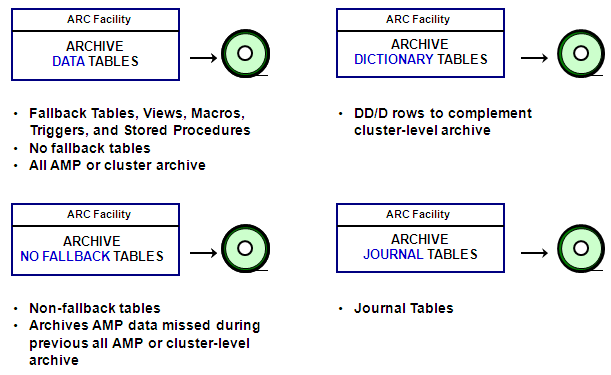 ARC Facility
ARCHIVE
DATA TABLES
• Fallback Tables, Views, Macros,
Triggers, and Stored Procedures
• No fallback tables
• All AMP or cluster archive
ARC Facility
ARCHIVE
DICTIONARY TABLES
• DD/D rows to complement
cluster-level archive
ARC Facility
ARCHIVE
NO FALLBACK TABLES
• Non-fallback tables
• Archives AMP data missed during
previous all AMP or cluster-level
archive
ARC Facility
ARCHIVE
JOURNAL TABLES
• Journal Tables